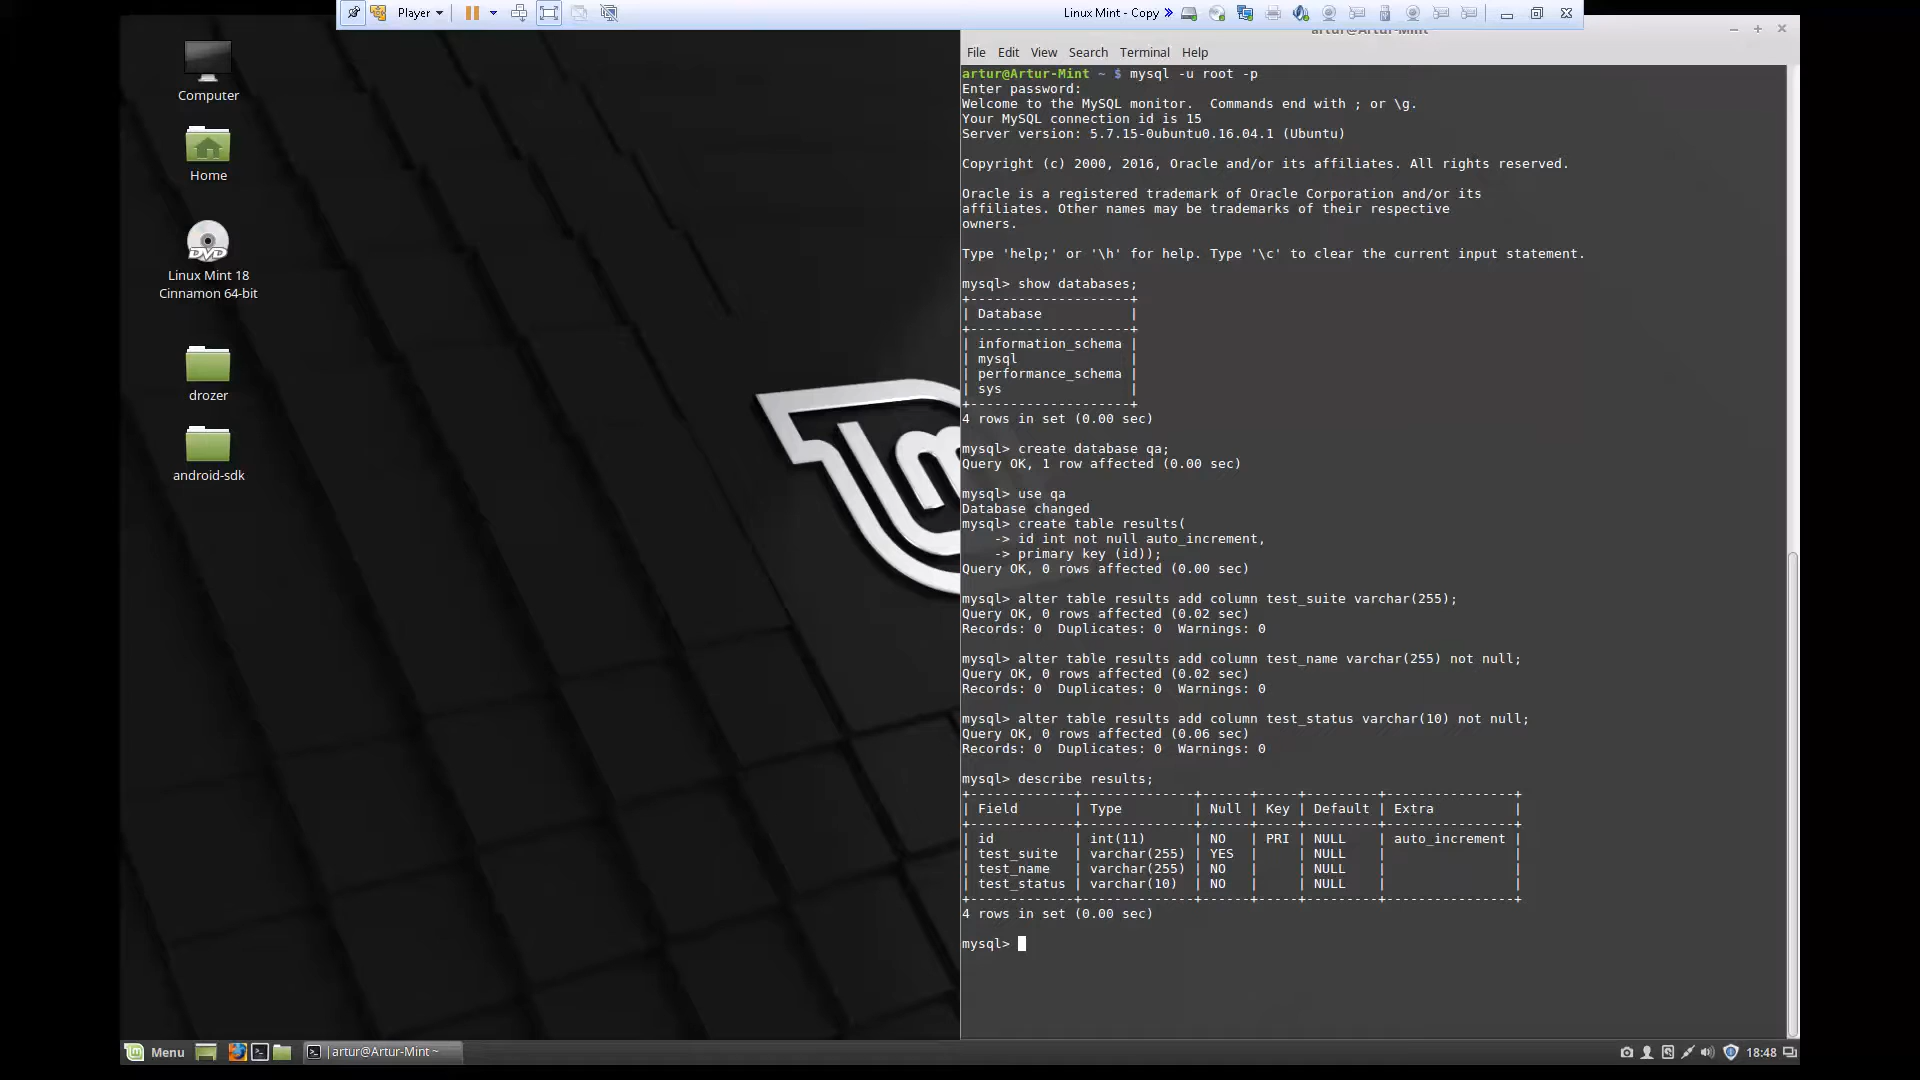 Player
Linux Mint - Copy
artur@Artur-Mint
File Edit View Search Terminal Help
Computer
Home
DVD
Linux Mint 18
Cinnamon 64-bit
drozer
android-sdk
artur@Artur-Mint ~ $ mysql -u root -p
Enter password:
Welcome to the MySQL monitor.  Commands end with ; or \g.
Your MySQL connection id is 15
Server version: 5.7.15-0ubuntu0.16.04.1 (Ubuntu)
Copyright (c) 2000, 2016, Oracle and/or its affiliates. All rights reserved.
Oracle is a registered trademark of Oracle Corporation and/or its
affiliates. Other names may be trademarks of their respective
owners.
Type 'help;' or '\h' for help. Type '\c' to clear the current input statement.
mysql> show databases;
+--------------------+
| Database           |
+--------------------+
| information_schema |
| mysql              |
| performance_schema |
| sys                |
+--------------------+
4 rows in set (0.00 sec)
mysql> create database qa;
Query OK, 1 row affected (0.00 sec)
mysql> use qa
Database changed
mysql> create table results(
    -> id int not null auto_increment,
    -> primary key (id));
Query OK, 0 rows affected (0.00 sec)
mysql> alter table results add column test_suite varchar(255);
Query OK, 0 rows affected (0.02 sec)
Records: 0  Duplicates: 0  Warnings: 0
mysql> alter table results add column test_name varchar(255) not null;
Query OK, 0 rows affected (0.02 sec)
Records: 0  Duplicates: 0  Warnings: 0
mysql> alter table results add column test_status varchar(10) not null;
Query OK, 0 rows affected (0.06 sec)
Records: 0  Duplicates: 0  Warnings: 0
mysql> describe results;
+-------------+--------------+------+-----+---------+----------------+
| Field       | Type         | Null | Key | Default | Extra          |
+-------------+--------------+------+-----+---------+----------------+
| id          | int(11)      | NO   | PRI | NULL    | auto_increment |
| test_suite  | varchar(255) | YES  |     | NULL    |                |
| test_name   | varchar(255) | NO   |     | NULL    |                |
| test_status | varchar(10)  | NO   |     | NULL    |                |
+-------------+--------------+------+-----+---------+----------------+
4 rows in set (0.00 sec)
mysql>
Menu
artur@Artur-Mint ~
18:48